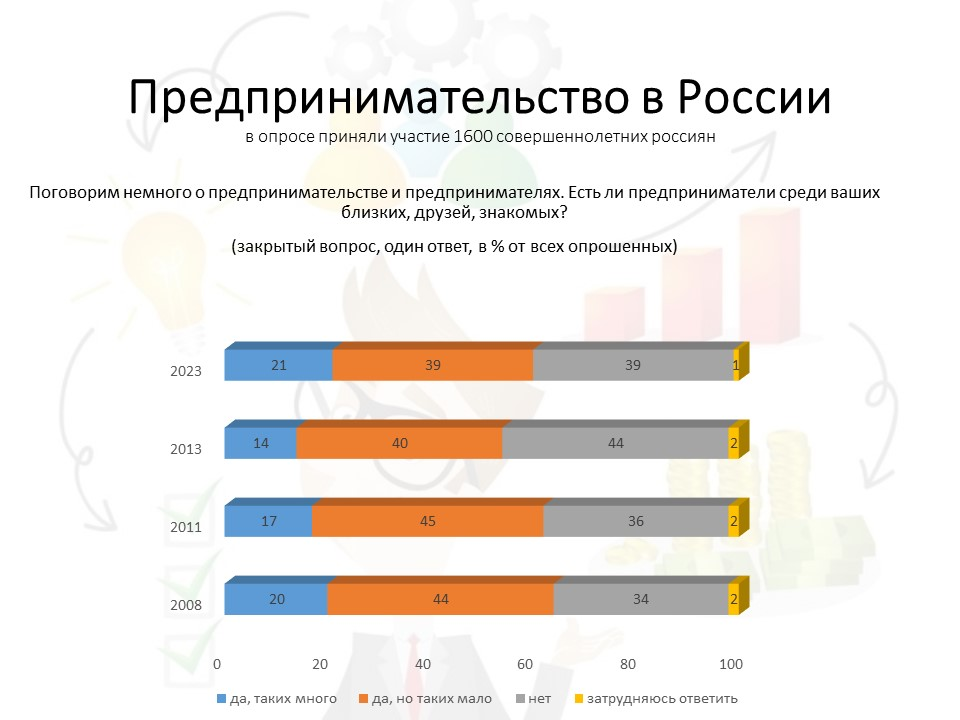 Предпринимательство в России
в опросе приняли участие 1600 совершеннолетних россиян
Поговорим немного о предпринимательстве и предпринимателях. Есть ли предприниматели среди ваших
близких, друзей, знакомых?
(закрытый вопрос, один ответ, в % от всех опрошенных)
2023 21 39 39 1
2013 14 40 44 2
2011 17 45 36 2
2008 20 44 34 2
0 20 40 60 80 100
да, таких много да, но таких мало нет затрудняюсь ответить